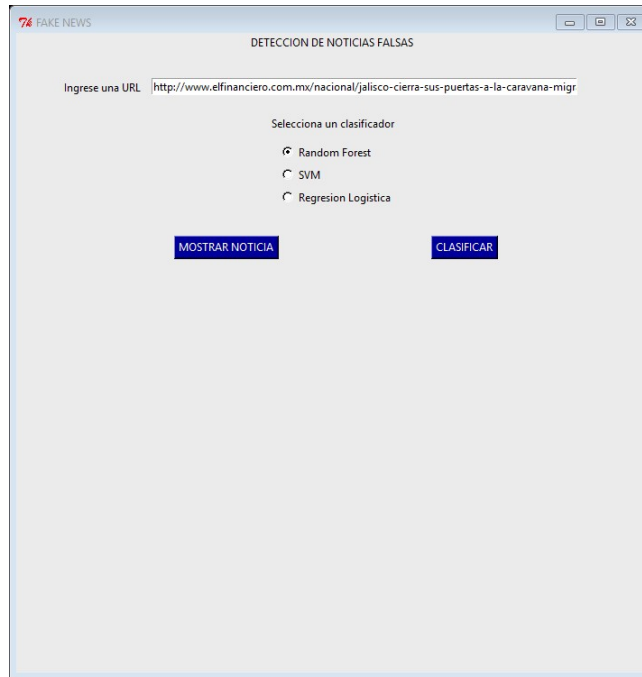 FAKE NEWS
DETECCION DE NOTICIAS FALSAS
Ingrese una URL http://www.elfinanciero.com.mx/nacional/jalisco-cierra-sus-puertas-a-la-caravana-migr
Selecciona un clasificador
Random Forest
SVM
Regresion Logistica
MOSTRAR NOTICIA CLASIFICAR